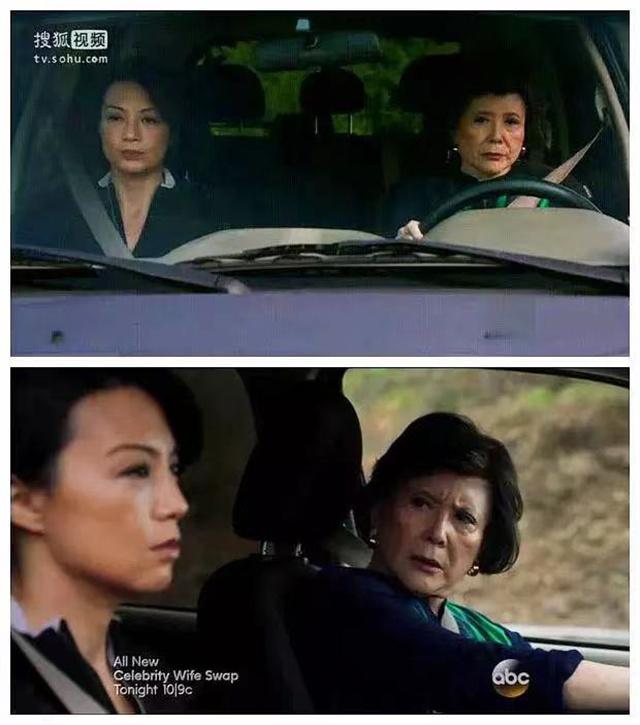 搜狐视频
tv.sohu.com
All New
Celebrity Wife Swap
Tonight 10|9c
abc